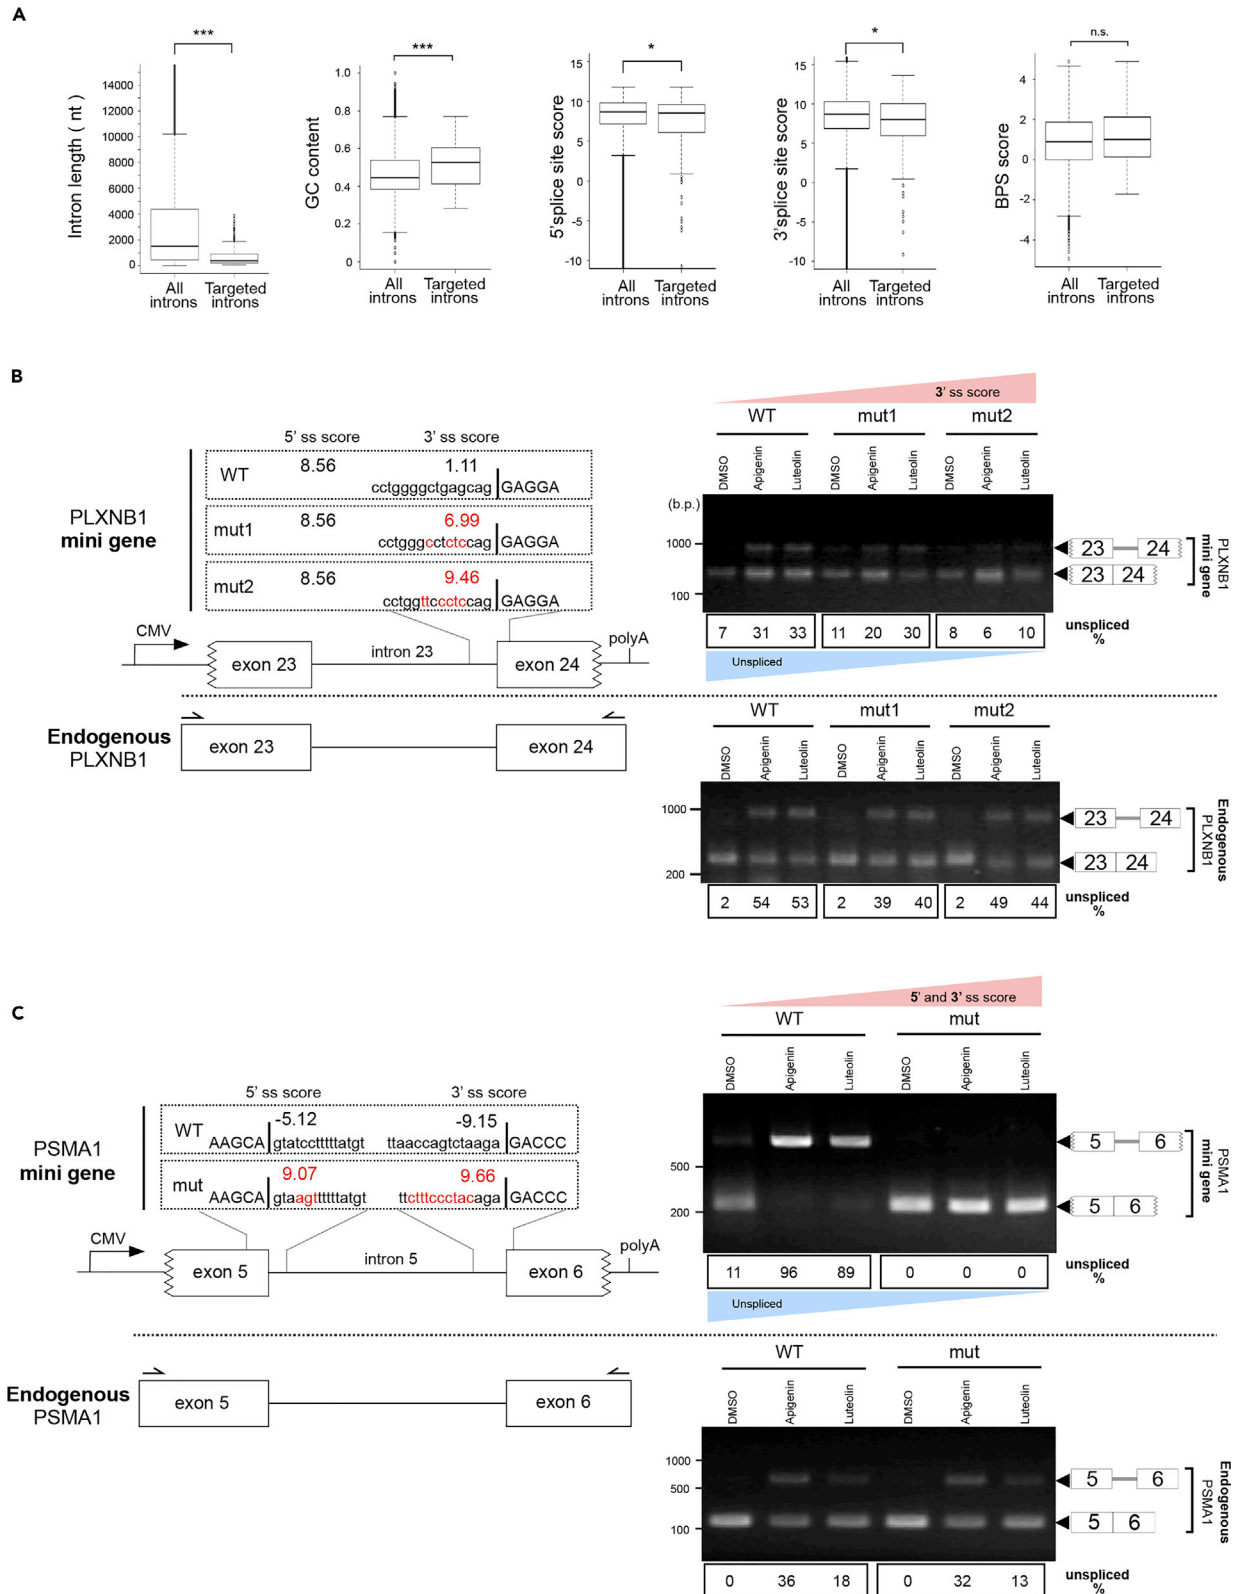 A
***
Intron length ( nt )
14000
12000
10000
8000
6000
4000
2000
0
All introns
Targeted introns
***
GC content
1.0
0.8
0.6
0.4
0.2
0
All introns
Targeted introns
*
5'splice site score
15
10
5
0
-5
-10
All introns
Targeted introns
*
3'splice site score
15
10
5
0
-5
-10
All introns
Targeted introns
n.s.
BPS score
4
2
0
-2
-4
All introns
Targeted introns
B
PLXNB1
mini gene
5' ss score 3' ss score
WT 8.56 1.11
cctggggctgagcag GAGGA
mut1 8.56 6.99
cctgggcctctccag GAGGA
mut2 8.56 9.46
cctggttccctccag GAGGA
CMV
exon 23
intron 23
exon 24
polyA
3' ss score
WT mut1 mut2
DMSO Apigenin Luteolin DMSO Apigenin Luteolin DMSO Apigenin Luteolin
(b.p.)
1000
100
23 24
23 24
PLXNB1
mini gene
7 31 33 11 20 30 8 6 10
unspliced
%
Unspliced
Endogenous
PLXNB1
exon 23
exon 24
WT mut1 mut2
DMSO Apigenin Luteolin DMSO Apigenin Luteolin DMSO Apigenin Luteolin
1000
200
23 24
23 24
Endogenous
PLXNB1
2 54 53 2 39 40 2 49 44
unspliced
%
C
PSMA1
mini gene
5' ss score 3' ss score
WT -5.12 -9.15
AAGCA gtatcctttttatgt ttaaccagtctaaga GACCC
mut 9.07 9.66
AAGCA gtaagttttttatgt ttctttccctacaga GACCC
CMV
exon 5
intron 5
exon 6
polyA
5' and 3' ss score
WT mut
DMSO Apigenin Luteolin DMSO Apigenin Luteolin
500
200
5 6
5 6
PSMA1
mini gene
11 96 89 0 0 0
unspliced
%
Unspliced
Endogenous
PSMA1
exon 5
exon 6
WT mut
DMSO Apigenin Luteolin DMSO Apigenin Luteolin
1000
500
100
5 6
5 6
Endogenous
PSMA1
0 36 18 0 32 13
unspliced
%